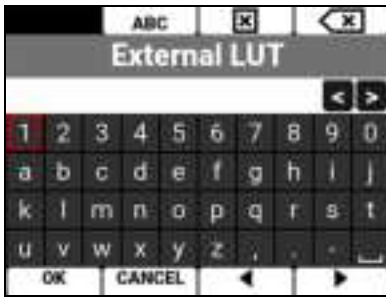 ABC
External LUT
< >
1 2 3 4 5 6 7 8 9 0
a b c d e f g h i j
k l m n o p q r s t
u v w x y z , . -
OK CANCEL